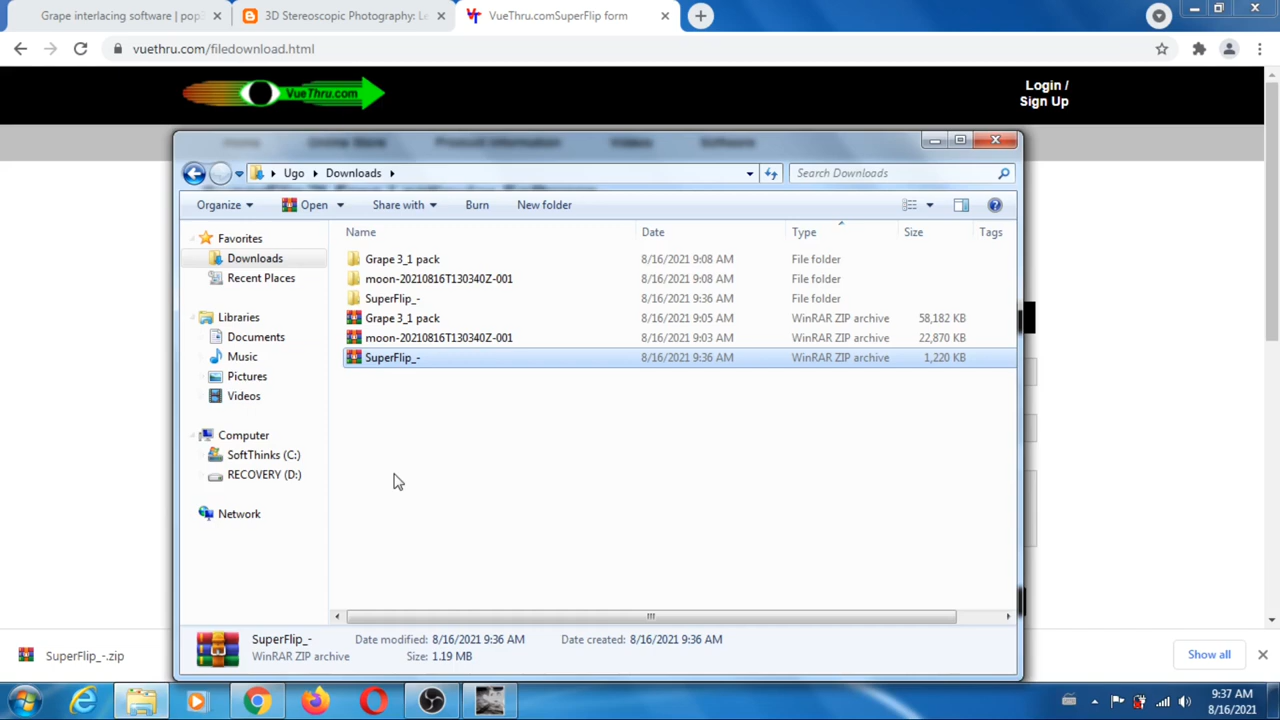 Grape interlacing software | pop3
3D Stereoscopic Photography: Le
VueThru.comSuperFlip form
vuethru.com/filedownload.html
VueThru.com
Login /
Sign Up
Ugo
Downloads
Search Downloads
Organize
Open
Share with
Burn
New folder
Name
Date
Type
Size
Tags
Favorites
Downloads
Recent Places
Libraries
Documents
Music
Pictures
Videos
Computer
SoftThinks (C:)
RECOVERY (D:)
Network
Grape 3_1 pack 8/16/2021 9:08 AM File folder
moon-20210816T130340Z-001 8/16/2021 9:08 AM File folder
SuperFlip_- 8/16/2021 9:36 AM File folder
Grape 3_1 pack 8/16/2021 9:05 AM WinRAR ZIP archive 58,182 KB
moon-20210816T130340Z-001 8/16/2021 9:03 AM WinRAR ZIP archive 22,870 KB
SuperFlip_- 8/16/2021 9:36 AM WinRAR ZIP archive 1,220 KB
SuperFlip_- Date modified: 8/16/2021 9:36 AM Date created: 8/16/2021 9:36 AM
WinRAR ZIP archive Size: 1.19 MB
SuperFlip_-.zip
Show all
9:37 AM
8/16/2021